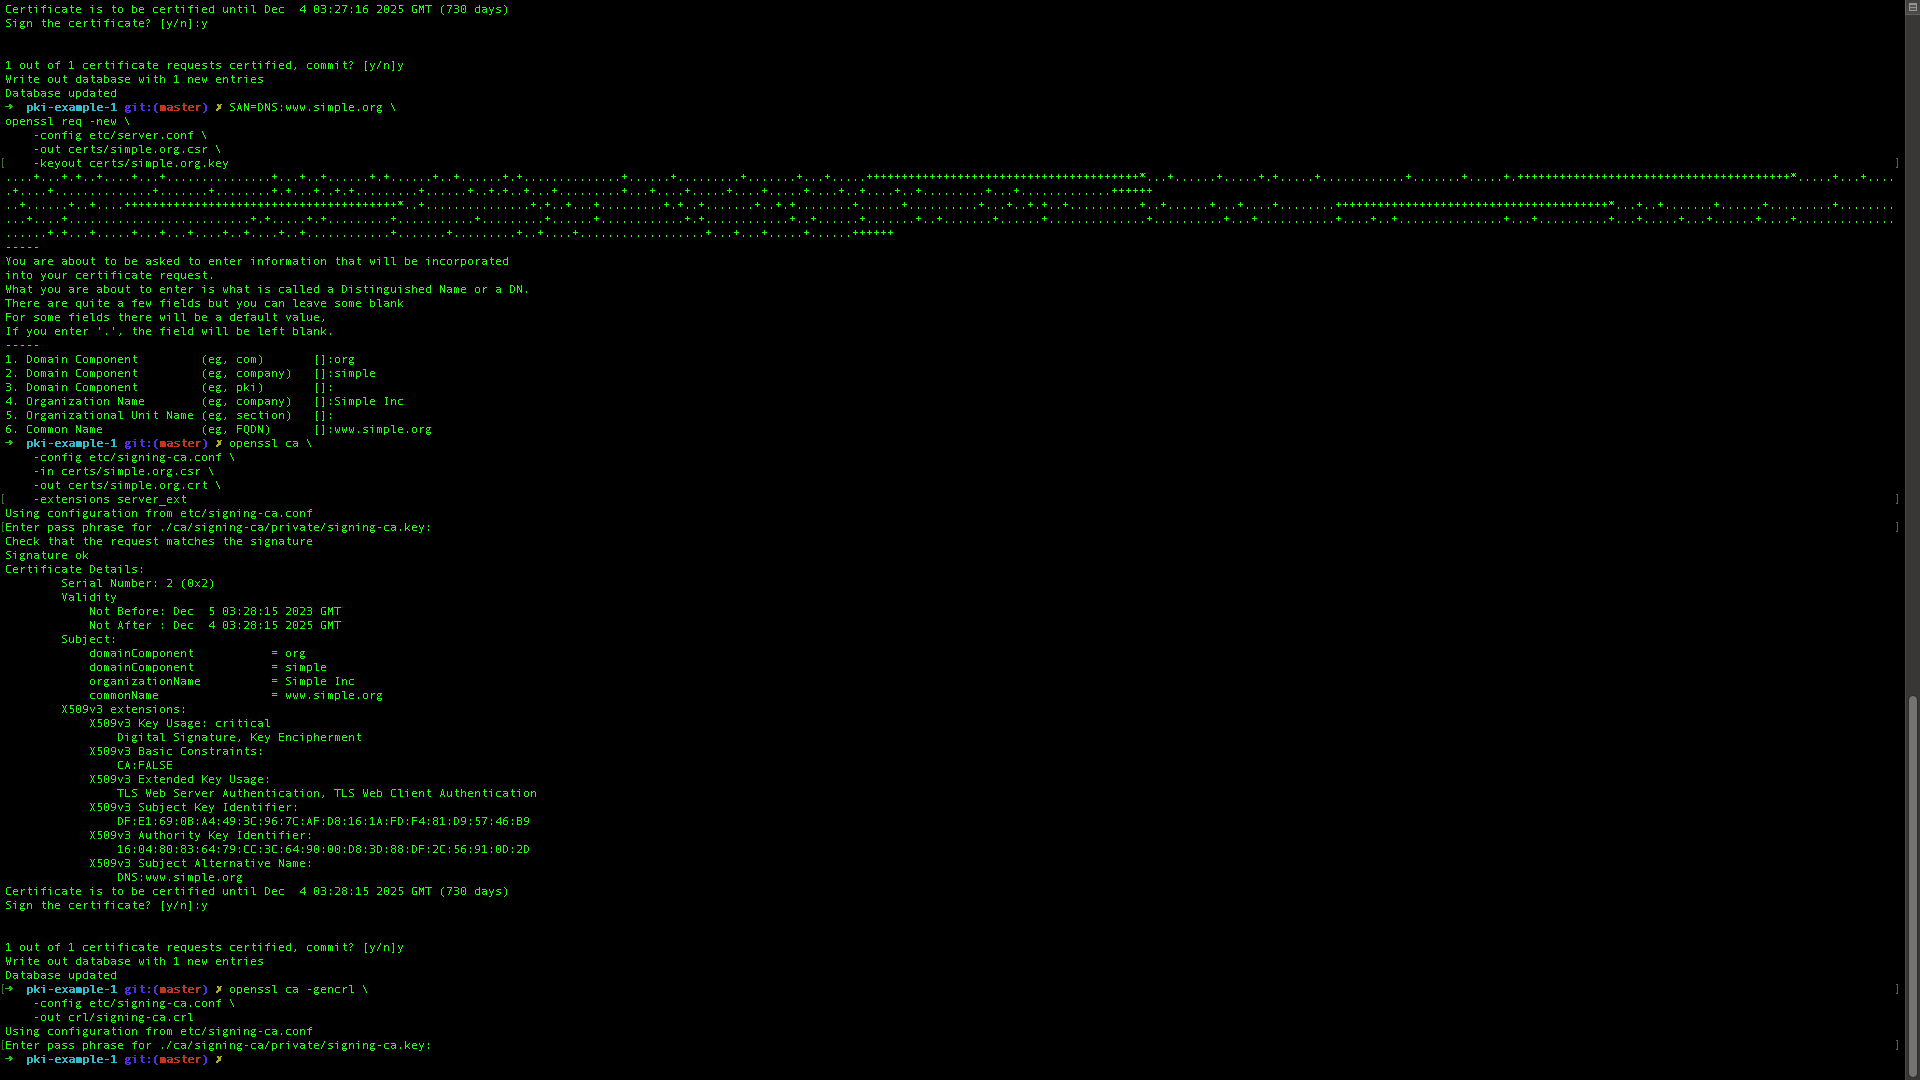 Certificate is to be certified until Dec  4 03:27:16 2025 GMT (730 days)
Sign the certificate? [y/n]:y
1 out of 1 certificate requests certified, commit? [y/n]y
Write out database with 1 new entries
Database updated
➜  pki-example-1 git:(master) ✗ SAN=DNS:www.simple.org \
openssl req -new \
    -config etc/server.conf \
    -out certs/simple.org.csr \
    -keyout certs/simple.org.key
-----
You are about to be asked to enter information that will be incorporated
into your certificate request.
What you are about to enter is what is called a Distinguished Name or a DN.
There are quite a few fields but you can leave some blank
For some fields there will be a default value,
If you enter '.', the field will be left blank.
-----
1. Domain Component         (eg, com)       []:org
2. Domain Component         (eg, company)   []:simple
3. Domain Component         (eg, pki)       []:
4. Organization Name        (eg, company)   []:Simple Inc
5. Organizational Unit Name (eg, section)   []:
6. Common Name              (eg, FQDN)      []:www.simple.org
➜  pki-example-1 git:(master) ✗ openssl ca \
    -config etc/signing-ca.conf \
    -in certs/simple.org.csr \
    -out certs/simple.org.crt \
    -extensions server_ext
Using configuration from etc/signing-ca.conf
Enter pass phrase for ./ca/signing-ca/private/signing-ca.key:
Check that the request matches the signature
Signature ok
Certificate Details:
        Serial Number: 2 (0x2)
        Validity
            Not Before: Dec  5 03:28:15 2023 GMT
            Not After : Dec  4 03:28:15 2025 GMT
        Subject:
            domainComponent           = org
            domainComponent           = simple
            organizationName          = Simple Inc
            commonName                = www.simple.org
        X509v3 extensions:
            X509v3 Key Usage: critical
                Digital Signature, Key Encipherment
            X509v3 Basic Constraints:
                CA:FALSE
            X509v3 Extended Key Usage:
                TLS Web Server Authentication, TLS Web Client Authentication
            X509v3 Subject Key Identifier:
                DF:E1:69:0B:A4:49:3C:96:7C:AF:D8:16:1A:FD:F4:81:D9:57:46:B9
            X509v3 Authority Key Identifier:
                16:04:80:83:64:79:CC:3C:64:90:00:D8:3D:88:DF:2C:56:91:0D:2D
            X509v3 Subject Alternative Name:
                DNS:www.simple.org
Certificate is to be certified until Dec  4 03:28:15 2025 GMT (730 days)
Sign the certificate? [y/n]:y
1 out of 1 certificate requests certified, commit? [y/n]y
Write out database with 1 new entries
Database updated
➜  pki-example-1 git:(master) ✗ openssl ca -gencrl \
    -config etc/signing-ca.conf \
    -out crl/signing-ca.crl
Using configuration from etc/signing-ca.conf
Enter pass phrase for ./ca/signing-ca/private/signing-ca.key:
➜  pki-example-1 git:(master) ✗